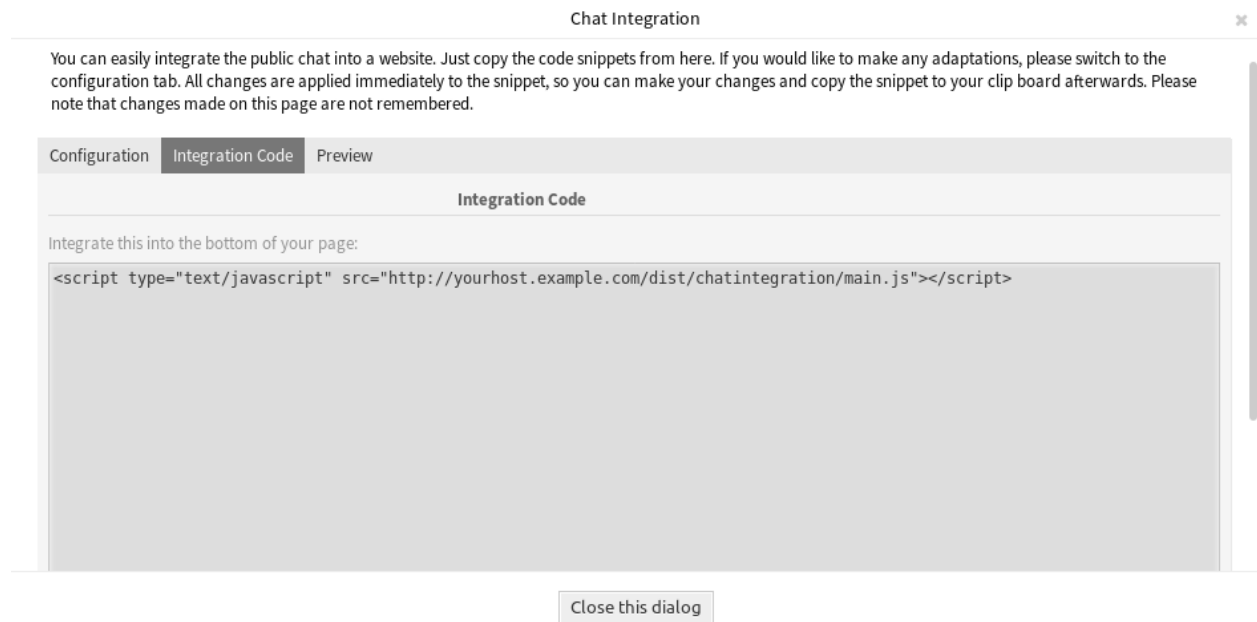 Chat Integration
You can easily integrate the public chat into a website. Just copy the code snippets from here. If you would like to make any adaptations, please switch to the
configuration tab. All changes are applied immediately to the snippet, so you can make your changes and copy the snippet to your clip board afterwards. Please
note that changes made on this page are not remembered.
Configuration Integration Code Preview
Integration Code
Integrate this into the bottom of your page:
<script type="text/javascript" src="http://yourhost.example.com/dist/chatintegration/main.js"></script>
Close this dialog